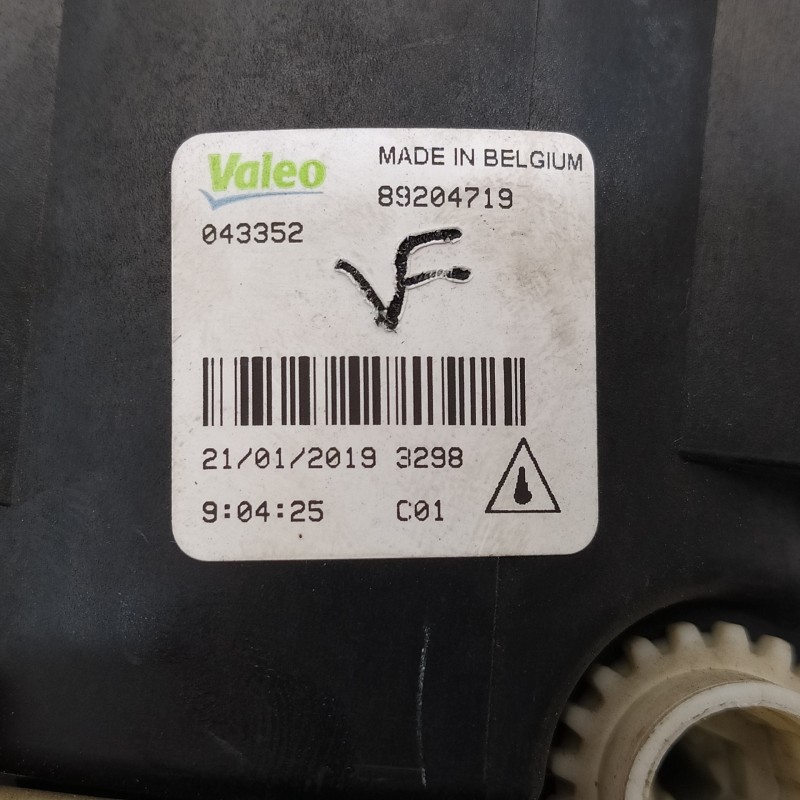 Valeo MADE IN BELGIUM
89204719
043352
VF
21/01/2019 3298
9:04:25 C01